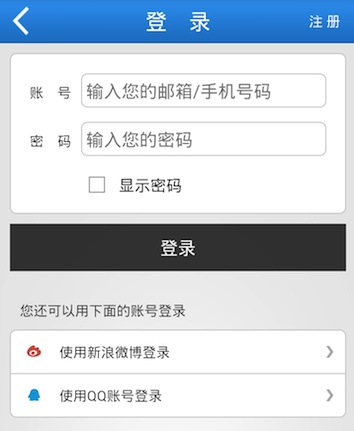 登 录 注 册
账 号 输入您的邮箱/手机号码
密 码 输入您的密码
显示密码
登录
您还可以用下面的账号登录
使用新浪微博登录
使用QQ账号登录